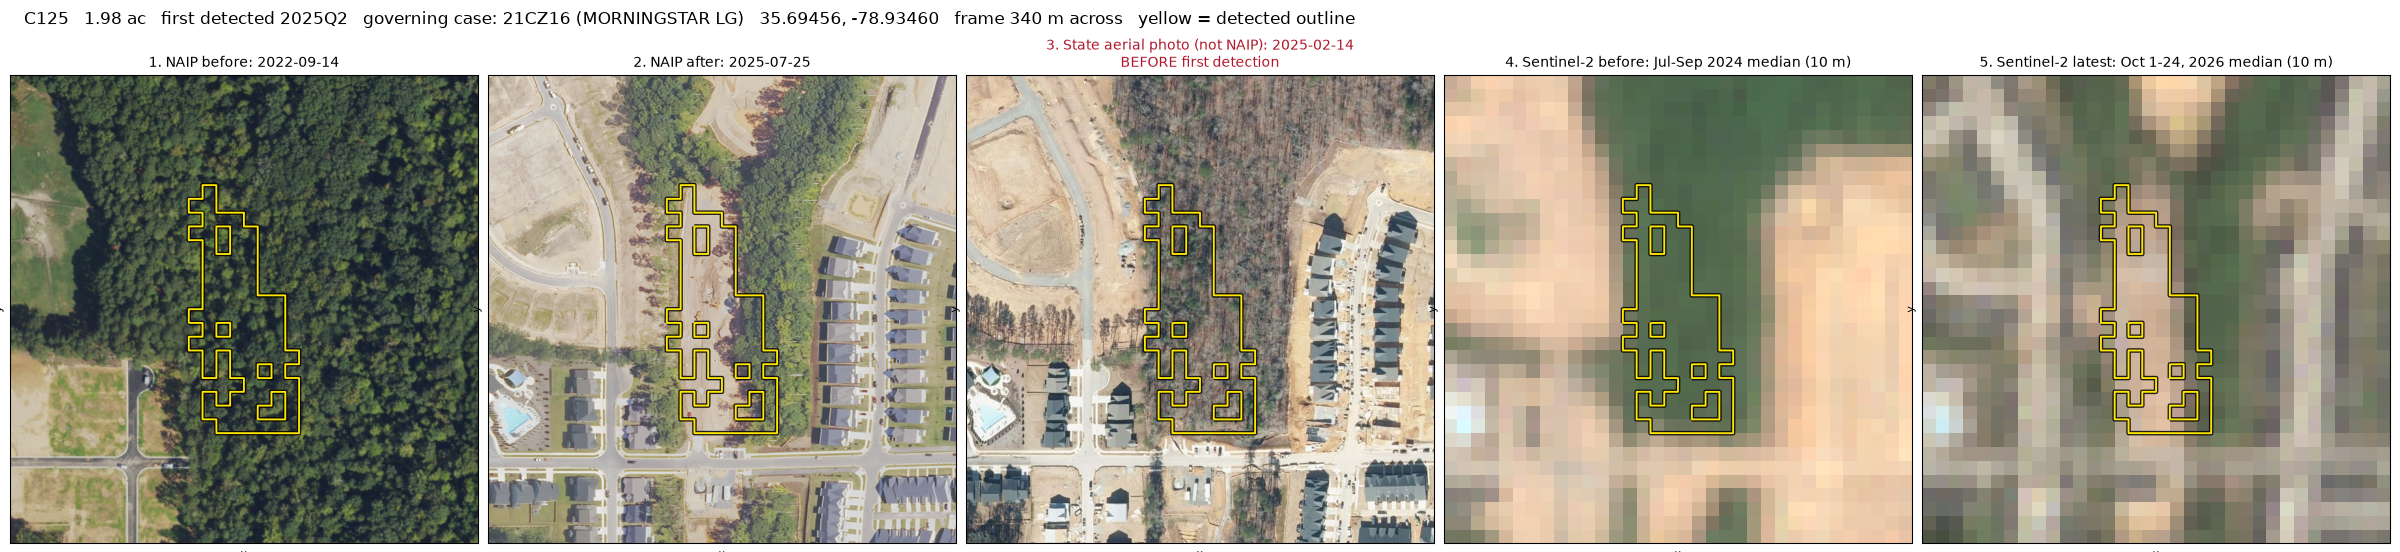 C125   1.98 ac   first detected 2025Q2   governing case: 21CZ16 (MORNINGSTAR LG)   35.69456, -78.93460   frame 340 m across   yellow = detected outline
1. NAIP before: 2022-09-14
2. NAIP after: 2025-07-25
3. State aerial photo (not NAIP): 2025-02-14
BEFORE first detection
4. Sentinel-2 before: Jul-Sep 2024 median (10 m)
5. Sentinel-2 latest: Oct 1-24, 2026 median (10 m)